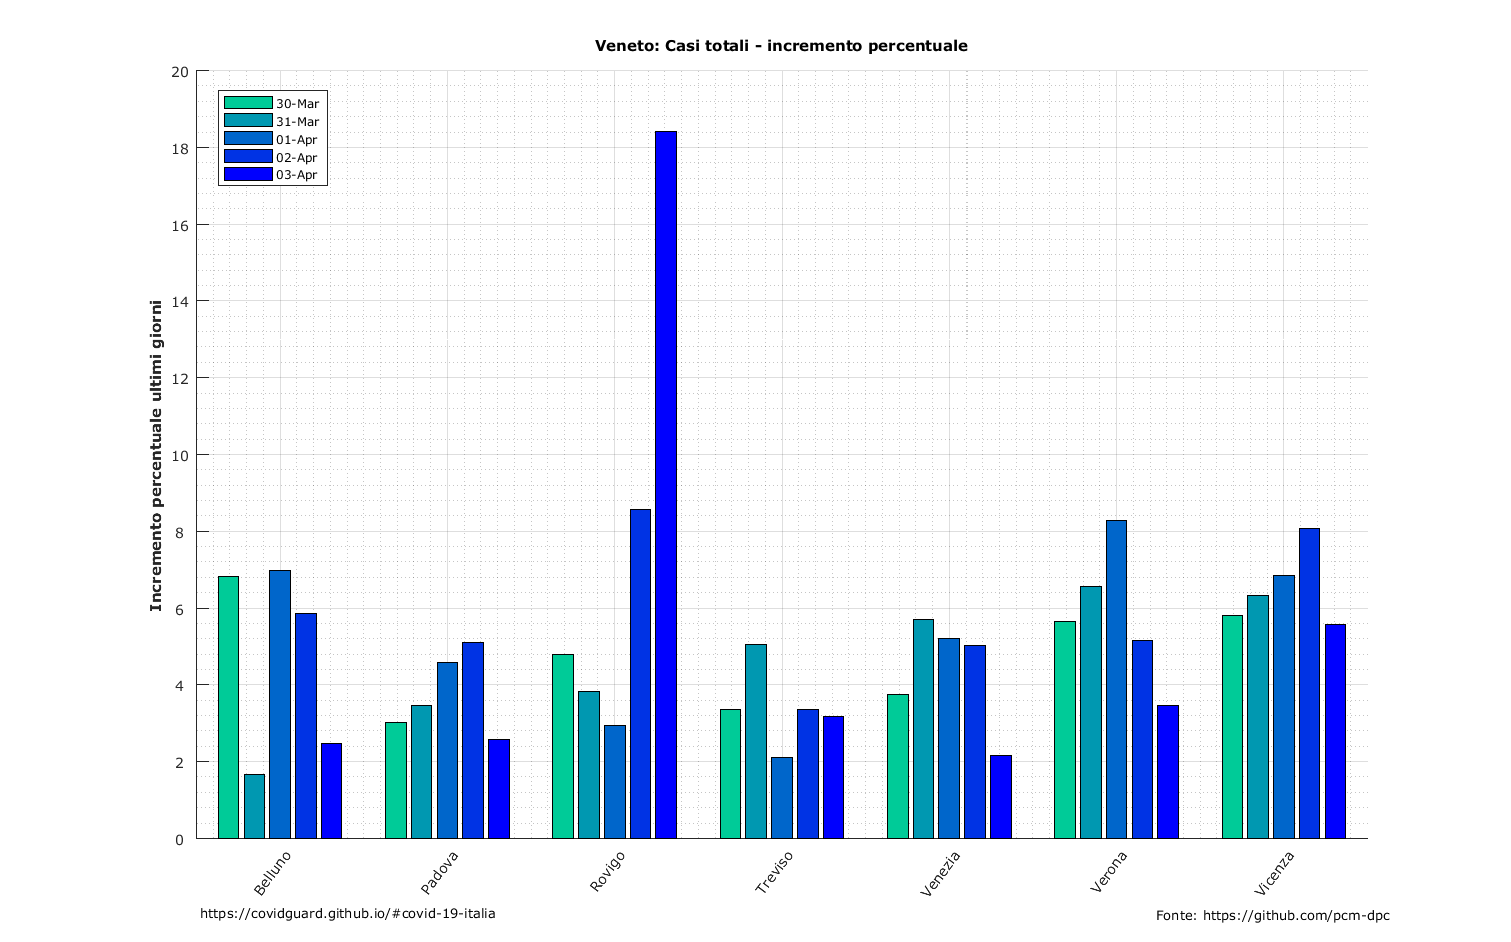 Veneto: Casi totali - incremento percentuale
20
18
16
14
12
10
8
6
4
2
0
Incremento percentuale ultimi giorni
30-Mar
31-Mar
01-Apr
02-Apr
03-Apr
Belluno
Padova
Rovigo
Treviso
Venezia
Verona
Vicenza
https://covidguard.github.io/#covid-19-italia
Fonte: https://github.com/pcm-dpc